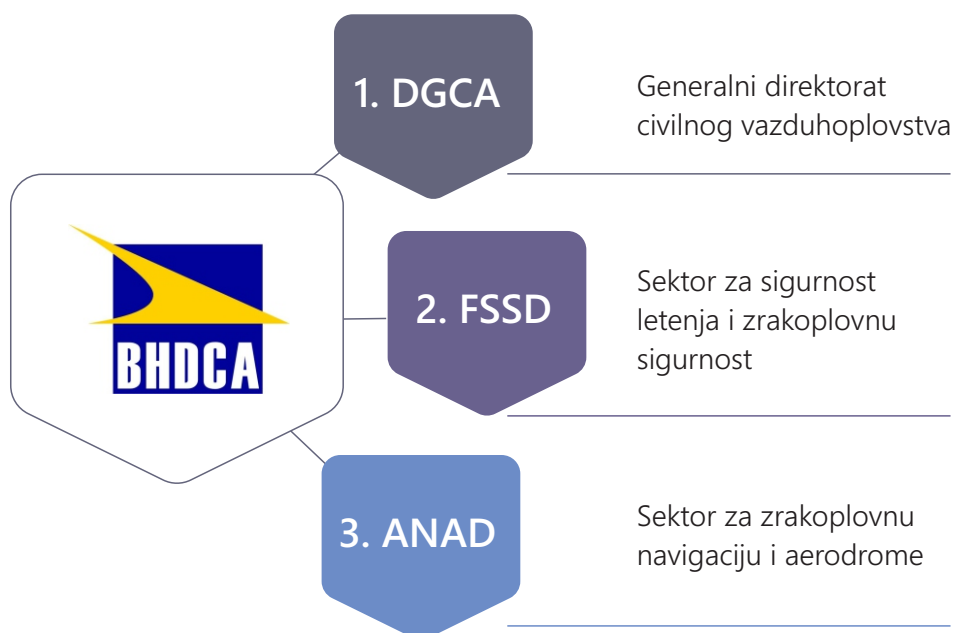 1. DGCA
Generalni direktorat
civilnog vazduhoplovstva
BHDCA
2. FSSD
Sektor za sigurnost
letenja i zrakoplovnu
sigurnost
3. ANAD
Sektor za zrakoplovnu
navigaciju i aerodrome